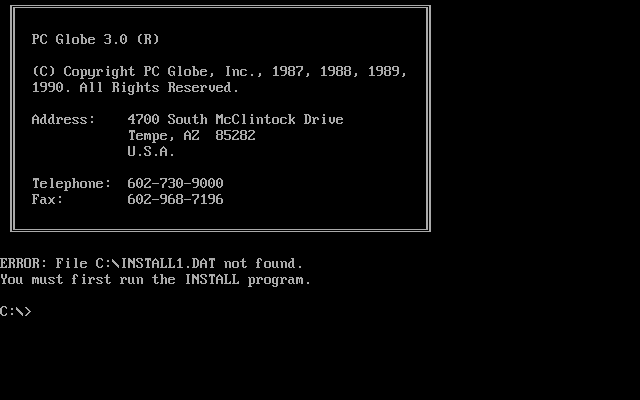 PC Globe 3.0 (R)
(C) Copyright PC Globe, Inc., 1987, 1988, 1989,
1990. All Rights Reserved.
Address: 4700 South McClintock Drive
Tempe, AZ 85282
U.S.A.
Telephone: 602-730-9000
Fax: 602-968-7196
ERROR: File C:\INSTALL1.DAT not found.
You must first run the INSTALL program.
C:\>